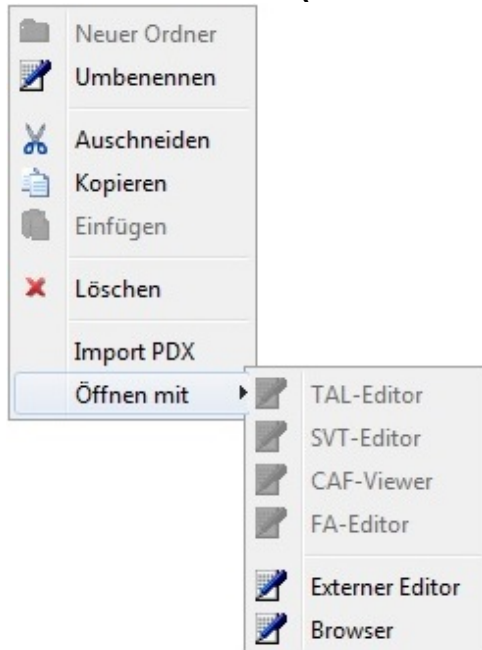 Neuer Ordner
Umbenennen
Auschneiden
Kopieren
Einfügen
Löschen
Import PDX
Öffnen mit
TAL-Editor
SVT-Editor
CAF-Viewer
FA-Editor
Externer Editor
Browser